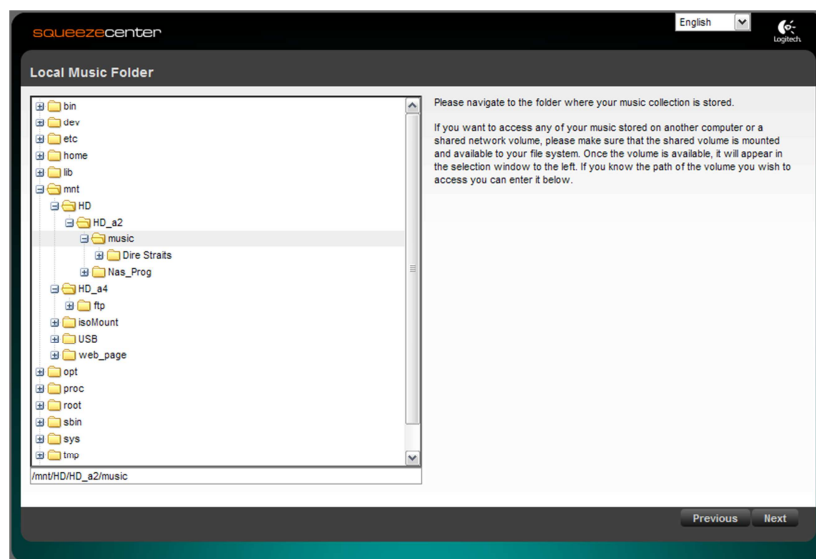 squeezecenter
English
Logitech
Local Music Folder
bin
dev
etc
home
lib
mnt
HD
HD_a2
music
Dire Straits
Nas_Prog
HD_a4
ftp
isoMount
USB
web_page
opt
proc
root
sbin
sys
tmp
/mnt/HD/HD_a2/music
Please navigate to the folder where your music collection is stored.
If you want to access any of your music stored on another computer or a
shared network volume, please make sure that the shared volume is mounted
and available to your file system. Once the volume is available, it will appear in
the selection window to the left. If you know the path of the volume you wish to
access you can enter it below.
Previous
Next